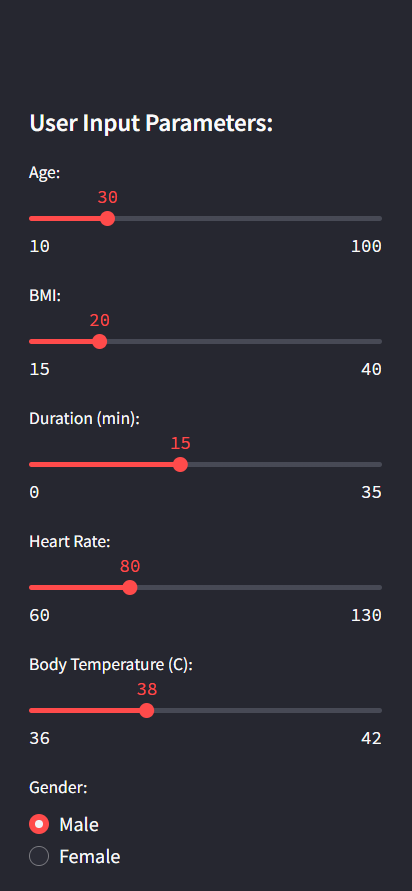 User Input Parameters:
Age:
30
10 100
BMI:
20
15 40
Duration (min):
15
0 35
Heart Rate:
80
60 130
Body Temperature (C):
38
36 42
Gender:
Male
Female